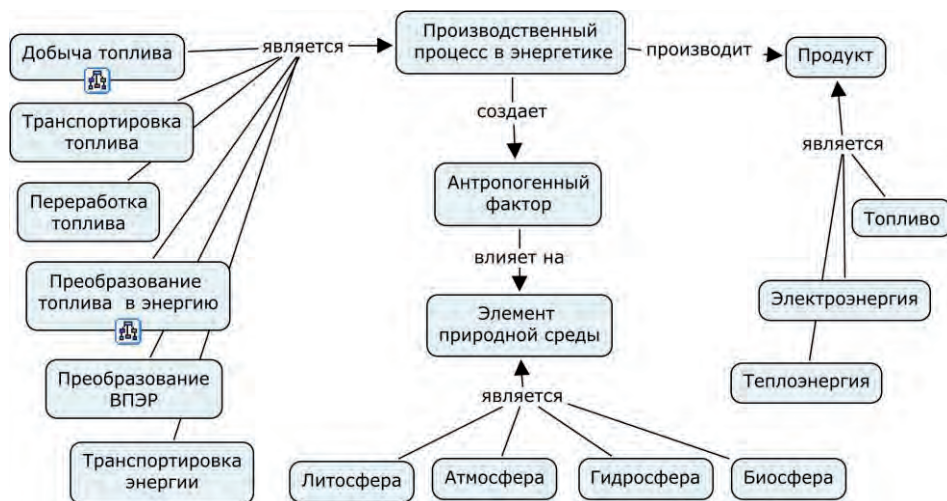 Добыча топлива
является
Производственный
процесс в энергетике
производит
Продукт
Транспортировка
топлива
создает
является
Переработка
топлива
Антропогенный
фактор
Топливо
влияет на
Преобразование
топлива в энергию
Элемент
природной среды
Электроэнергия
Преобразование
ВПЭР
является
Теплоэнергия
Транспортировка
энергии
Литосфера
Атмосфера
Гидросфера
Биосфера